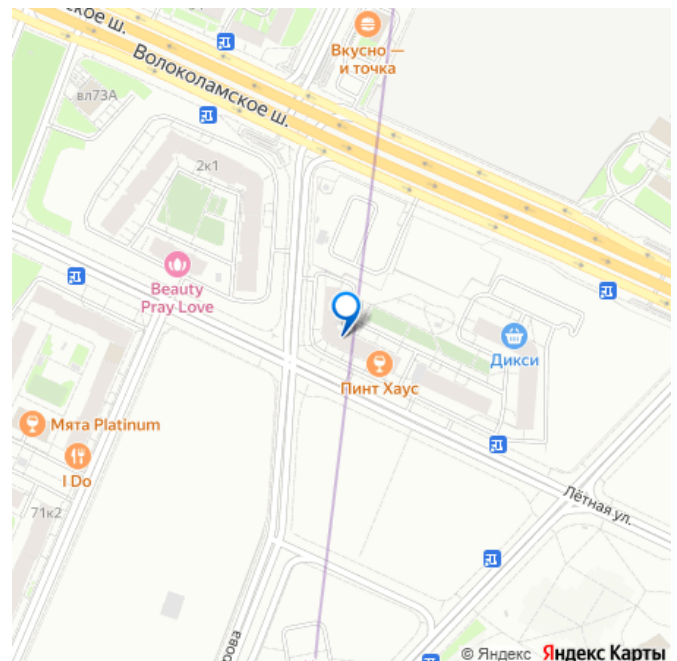 ское ш.
Вкусно —
и точка
Волоколамское ш.
вл73А
2к1
Beauty
Pray Love
Дикси
Пинт Хаус
Мята Platinum
I Do
71к2
Лётная ул.
рова
© Яндекс Яндекс Карты